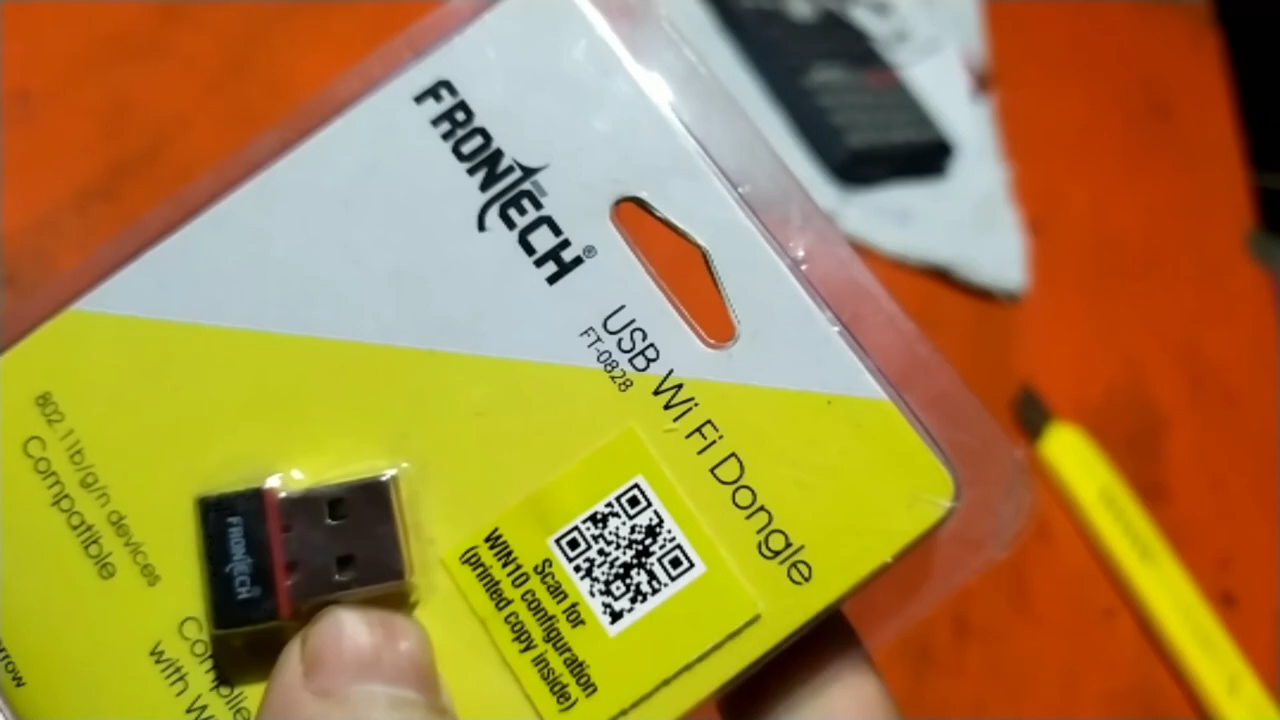 FRONTECH®
USB Wi Fi Dongle
FT-0828
802.11b/g/n devices
Compatible
FRONTECH
Scan for
WIN10 configuration
(printed copy inside)
with